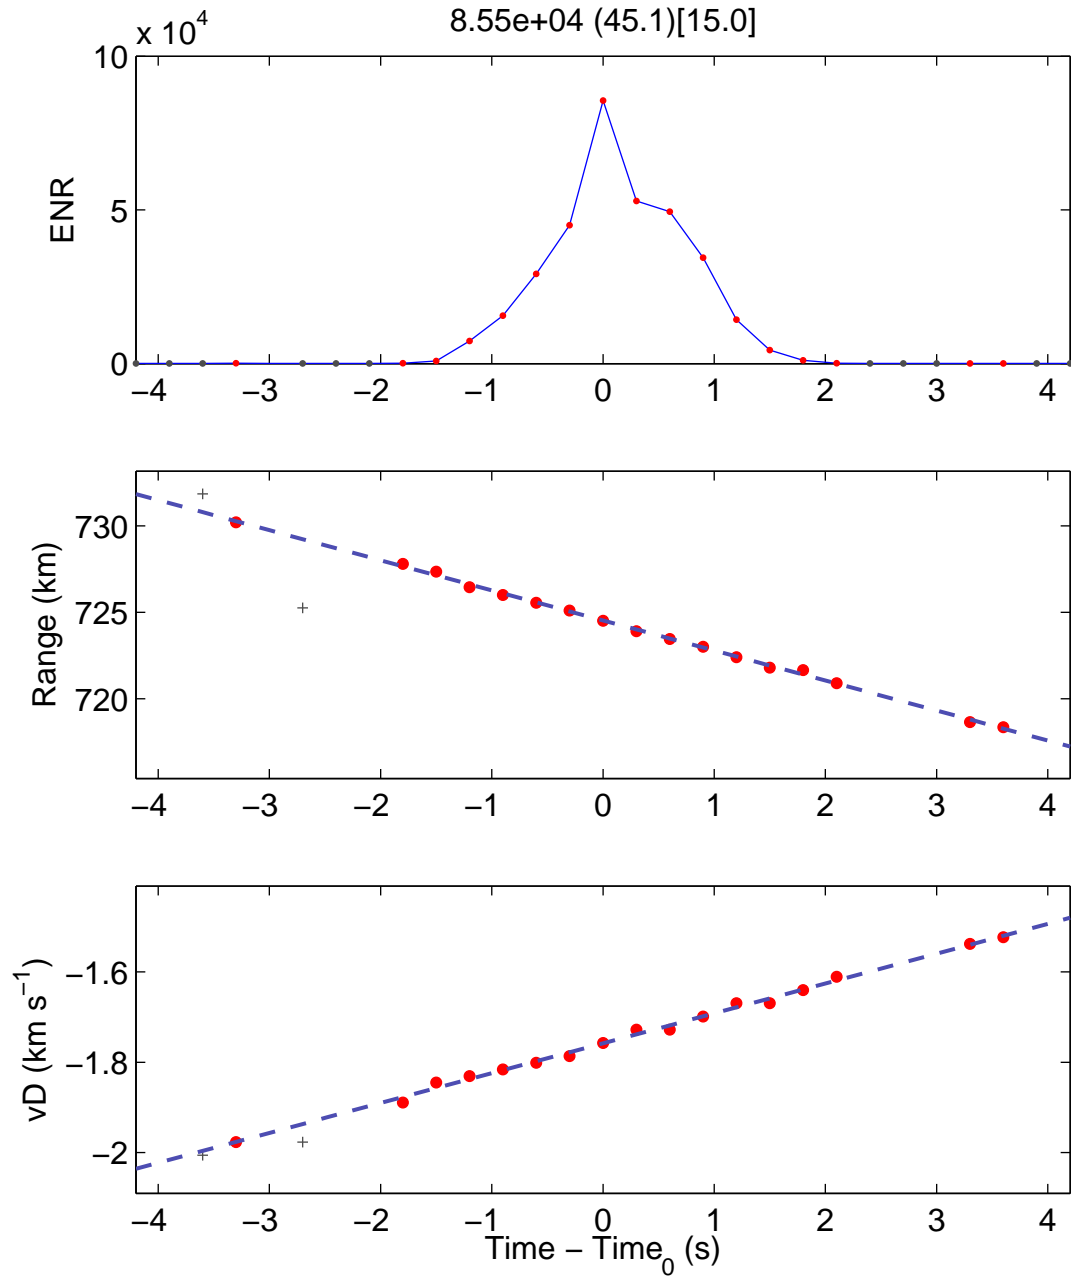 8.55e+04 (45.1)[15.0]
x 10^4
10
5
0
ENR
−4 −3 −2 −1 0 1 2 3 4
730
725
720
Range (km)
−4 −3 −2 −1 0 1 2 3 4
−1.6
−1.8
−2
vD (km s^−1)
−4 −3 −2 −1 0 1 2 3 4
Time − Time_0 (s)